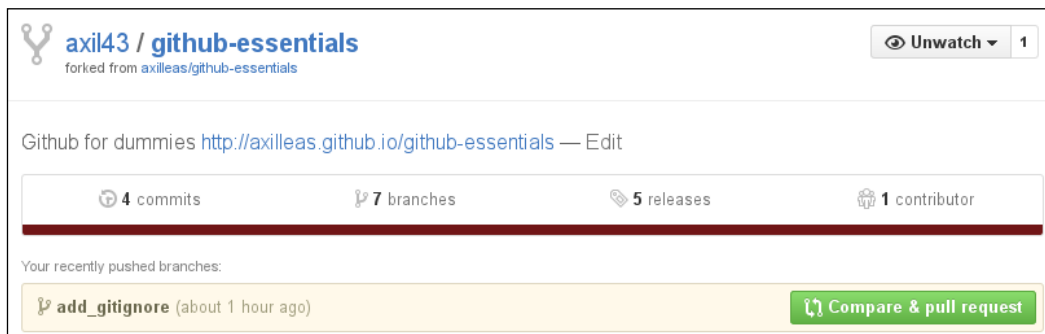 axil43 / github-essentials
forked from axilleas/github-essentials
Unwatch 1
Github for dummies http://axilleas.github.io/github-essentials — Edit
4 commits 7 branches 5 releases 1 contributor
Your recently pushed branches:
add_gitignore (about 1 hour ago) Compare & pull request